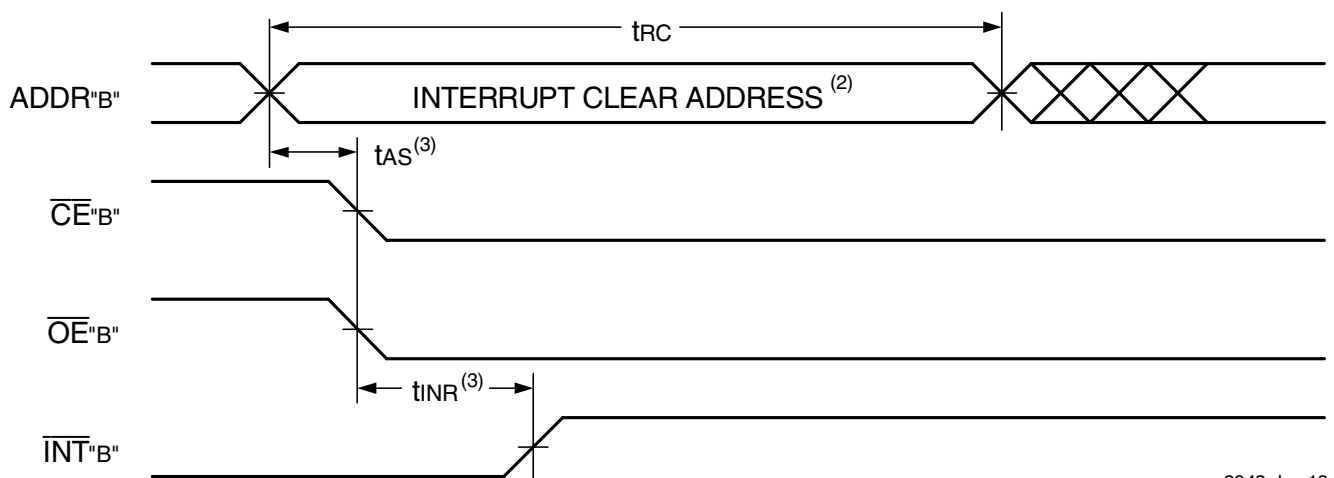 tRC
ADDR"B"
INTERRUPT CLEAR ADDRESS (2)
tAS(3)
CE"B"
OE"B"
tINR(3)
INT"B"